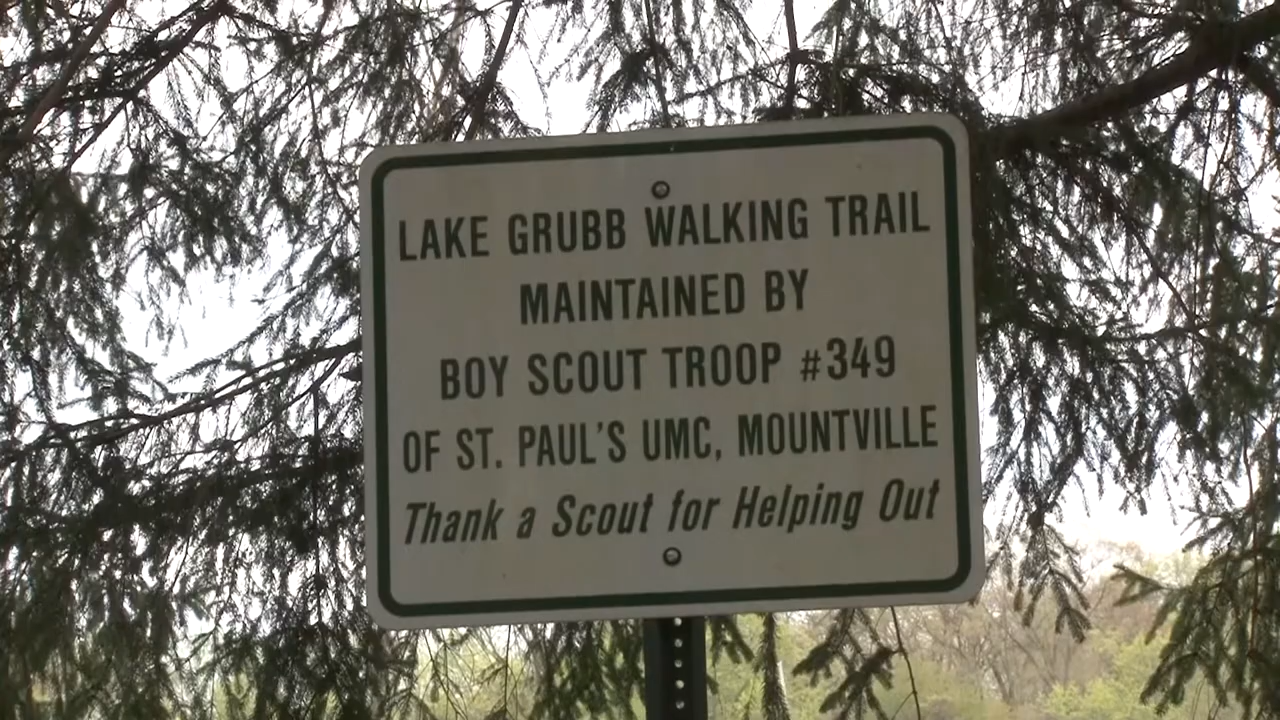 LAKE GRUBB WALKING TRAIL
MAINTAINED BY
BOY SCOUT TROOP #349
OF ST. PAUL'S UMC, MOUNTVILLE
Thank a Scout for Helping Out